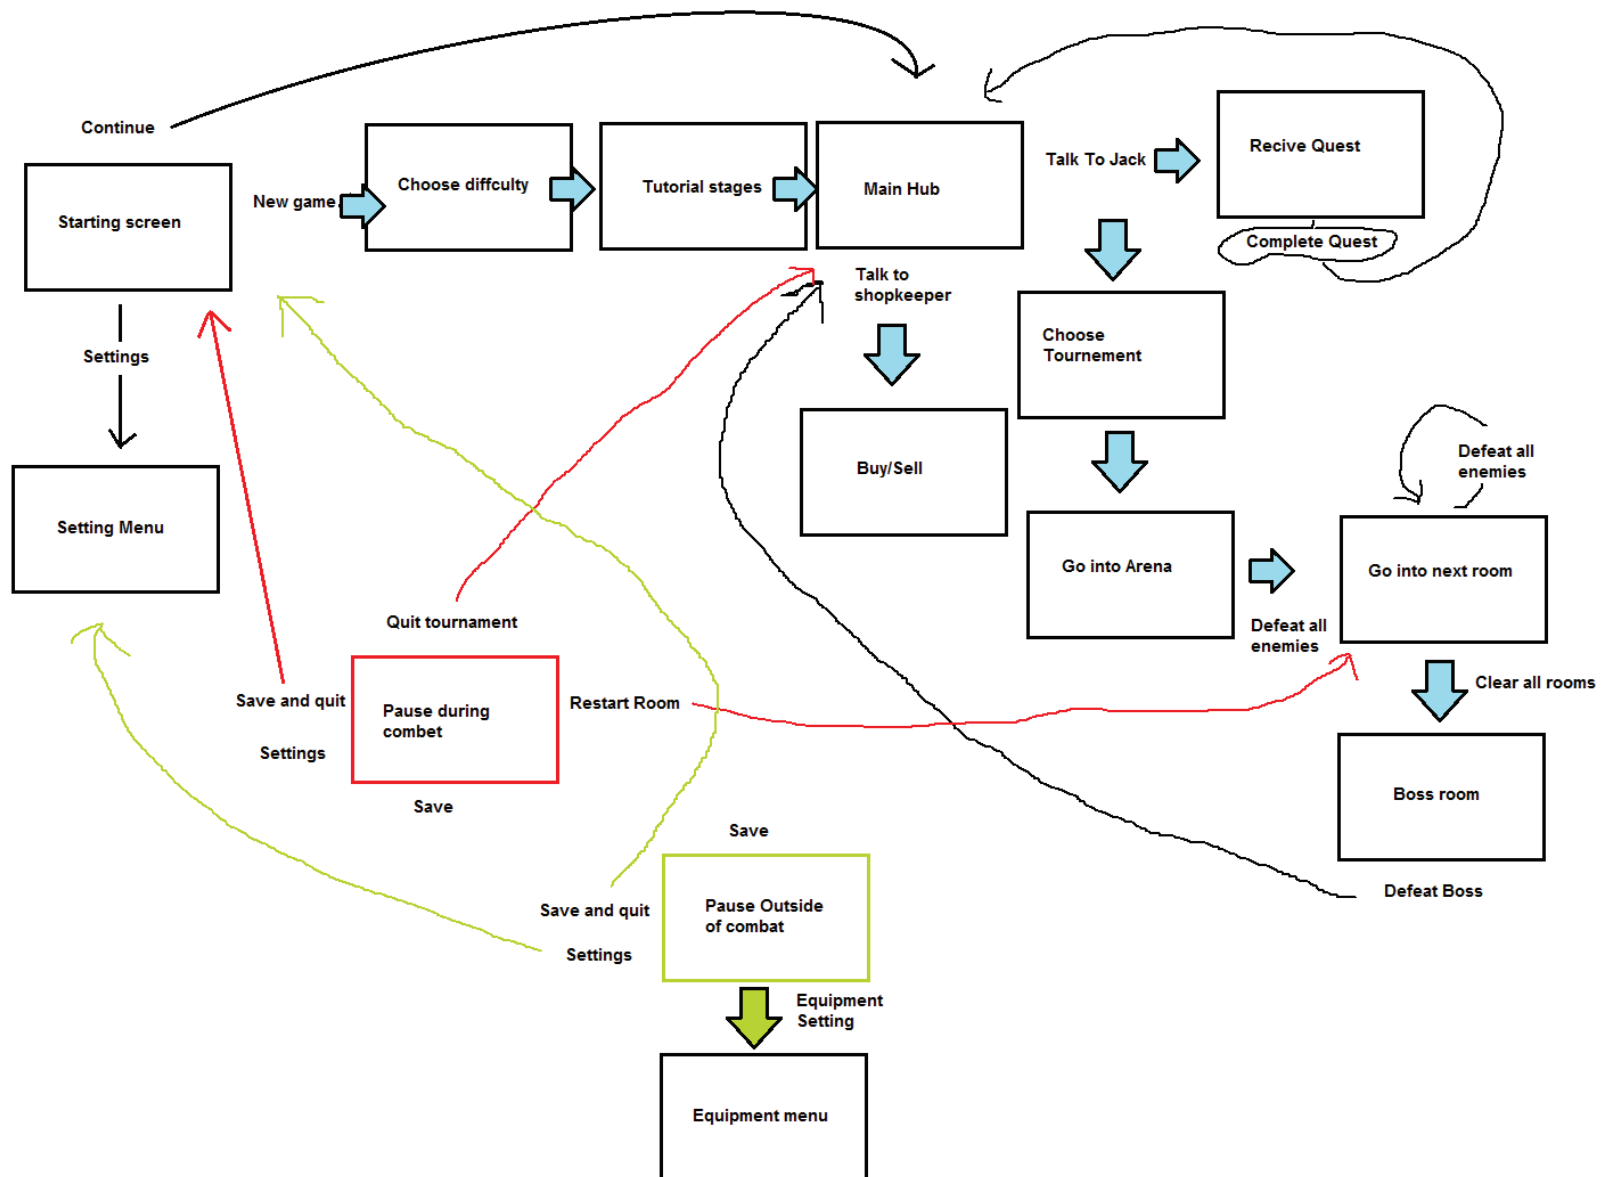 Continue
Starting screen
New game
Choose diffculty
Tutorial stages
Main Hub
Talk To Jack
Recive Quest
Complete Quest
Settings
Setting Menu
Talk to
shopkeeper
Buy/Sell
Choose
Tournement
Go into Arena
Defeat all
enemies
Go into next room
Defeat all
enemies
Clear all rooms
Boss room
Defeat Boss
Quit tournament
Save and quit
Settings
Pause during
combet
Restart Room
Save
Save
Save and quit
Settings
Pause Outside
of combat
Equipment
Setting
Equipment menu